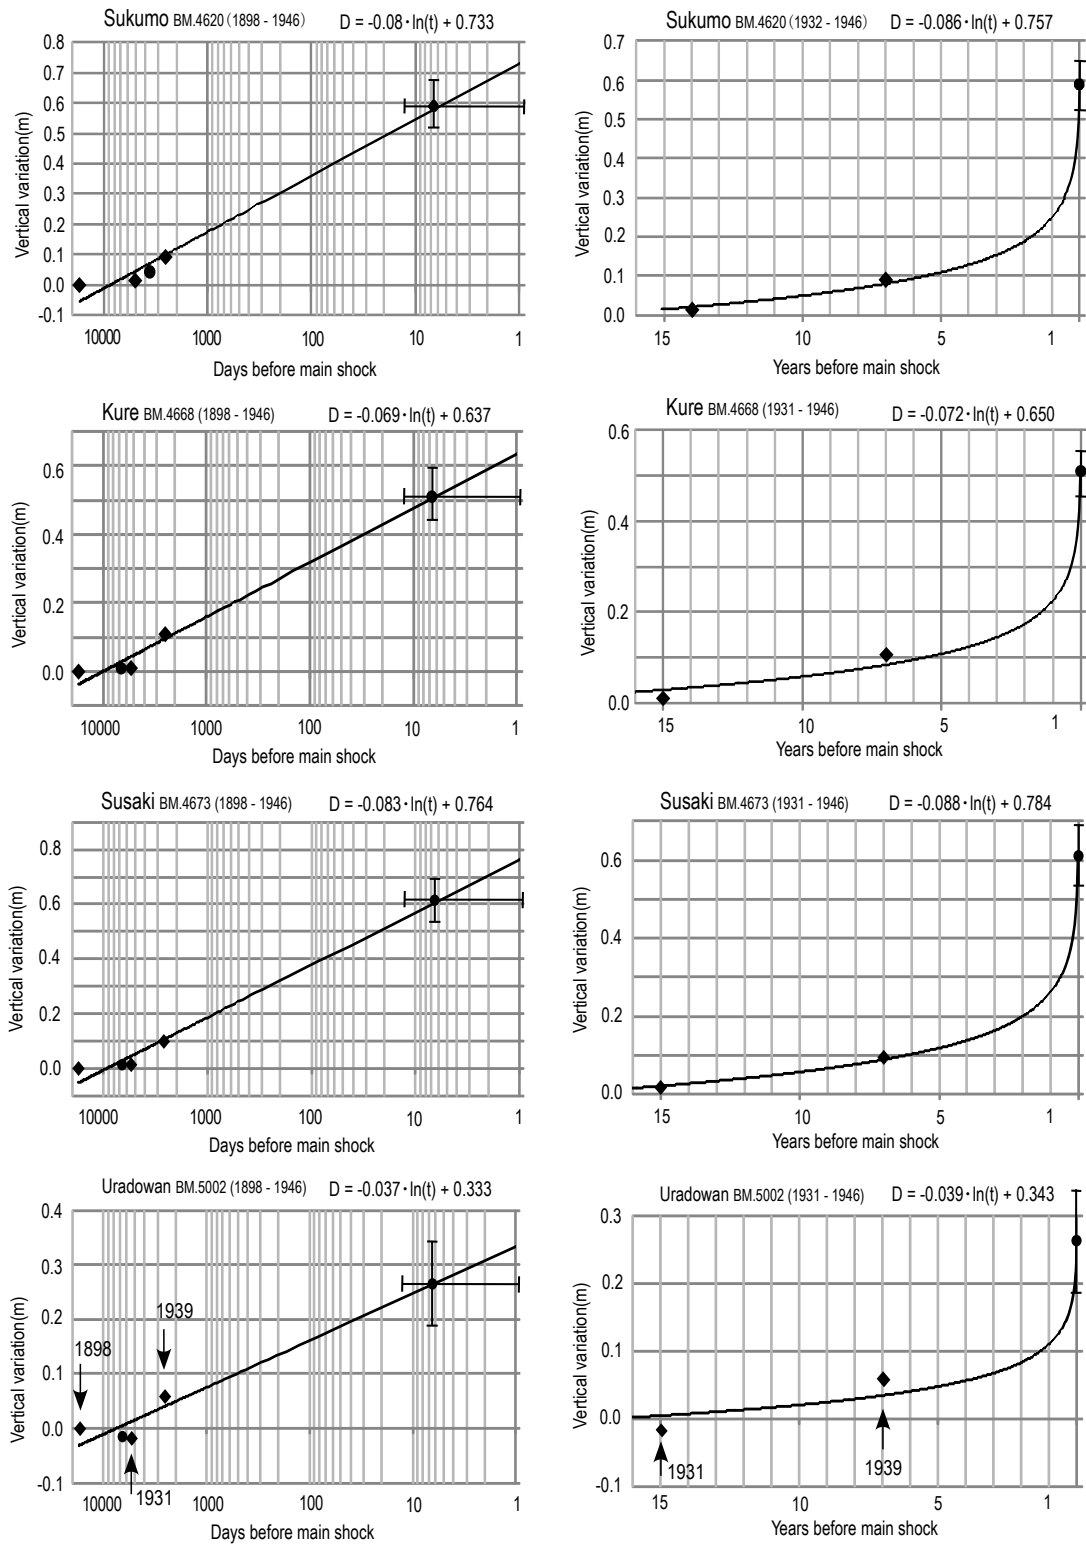 Sukumo BM.4620 (1898 - 1946) D = -0.08・ln(t) + 0.733
Vertical variation(m)
0.8
0.7
0.6
0.5
0.4
0.3
0.2
0.1
0.0
-0.1
10000 1000 100 10 1
Days before main shock
Sukumo BM.4620 (1932 - 1946) D = -0.086・ln(t) + 0.757
Vertical variation(m)
0.7
0.6
0.5
0.4
0.3
0.2
0.1
0.0
15 10 5 1
Years before main shock
Kure BM.4668 (1898 - 1946) D = -0.069・ln(t) + 0.637
Vertical variation(m)
0.6
0.4
0.2
0.0
10000 1000 100 10 1
Days before main shock
Kure BM.4668 (1931 - 1946) D = -0.072・ln(t) + 0.650
Vertical variation(m)
0.6
0.4
0.2
0.0
15 10 5 1
Years before main shock
Susaki BM.4673 (1898 - 1946) D = -0.083・ln(t) + 0.764
Vertical variation(m)
0.8
0.6
0.4
0.2
0.0
10000 1000 100 10 1
Days before main shock
Susaki BM.4673 (1931 - 1946) D = -0.088・ln(t) + 0.784
Vertical variation(m)
0.6
0.4
0.2
0.0
15 10 5 1
Years before main shock
Uradowan BM.5002 (1898 - 1946) D = -0.037・ln(t) + 0.333
Vertical variation(m)
0.4
0.3
0.2
0.1
0.0
-0.1
1939
1898
1931
10000 1000 100 10 1
Days before main shock
Uradowan BM.5002 (1931 - 1946) D = -0.039・ln(t) + 0.343
Vertical variation(m)
0.3
0.2
0.1
0.0
-0.1
1931
1939
15 10 5 1
Years before main shock